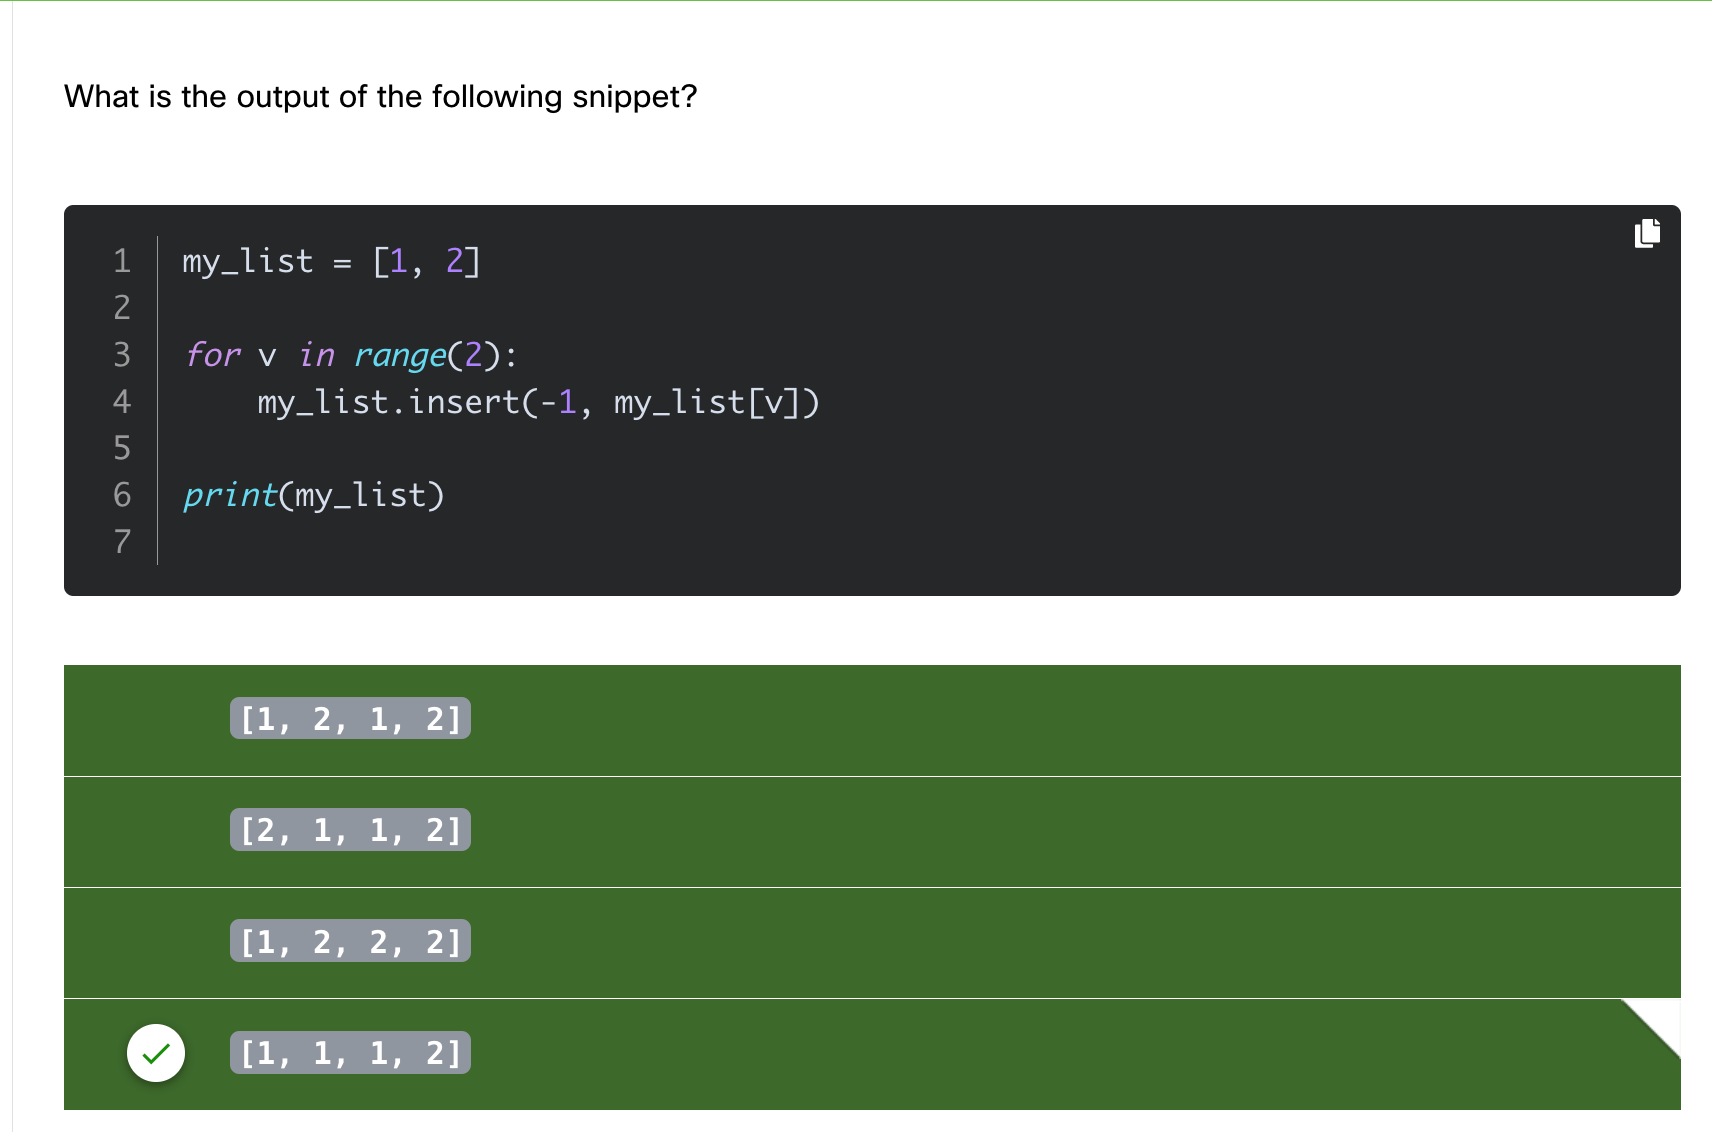 What is the output of the following snippet?
1 my_list = [1, 2]
2
3 for v in range(2):
4     my_list.insert(-1, my_list[v])
5
6 print(my_list)
7
[1, 2, 1, 2]
[2, 1, 1, 2]
[1, 2, 2, 2]
[1, 1, 1, 2]